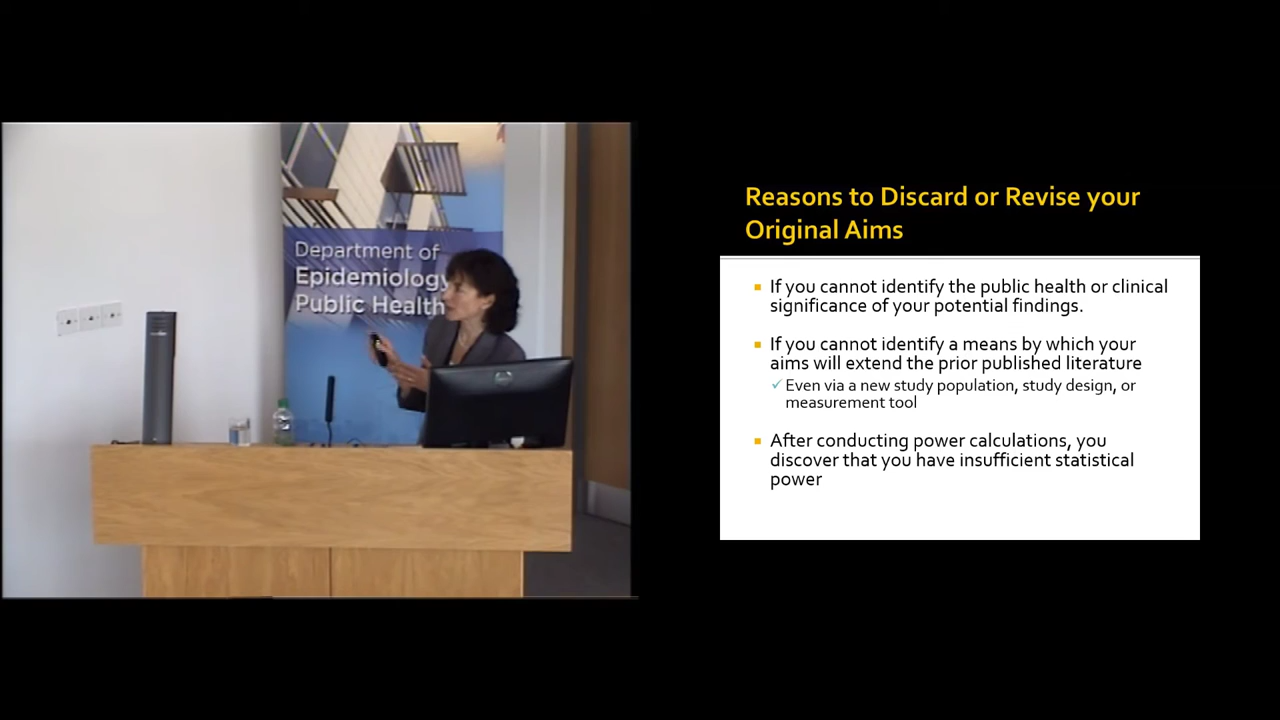 Department of
Epidemiology
Public Health
Reasons to Discard or Revise your
Original Aims
If you cannot identify the public health or clinical
significance of your potential findings.
If you cannot identify a means by which your
aims will extend the prior published literature
Even via a new study population, study design, or
measurement tool
After conducting power calculations, you
discover that you have insufficient statistical
power